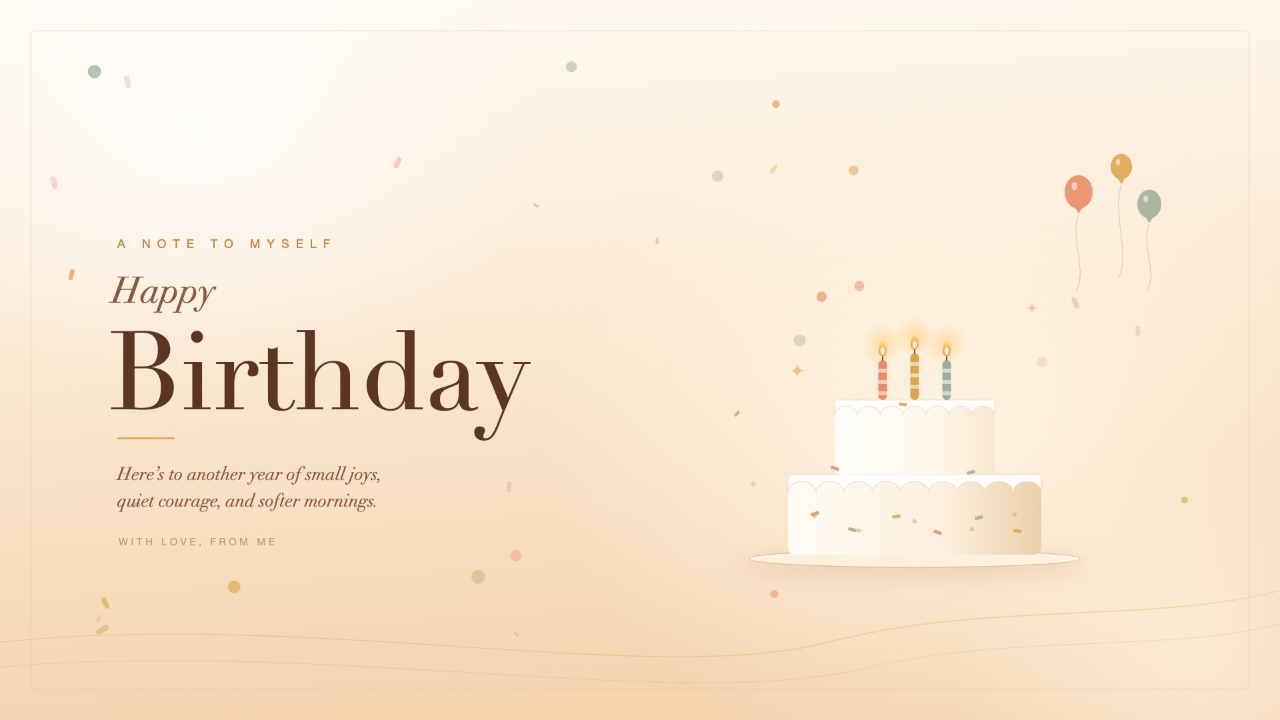 A NOTE TO MYSELF
Happy
Birthday
Here’s to another year of small joys,
quiet courage, and softer mornings.
WITH LOVE, FROM ME